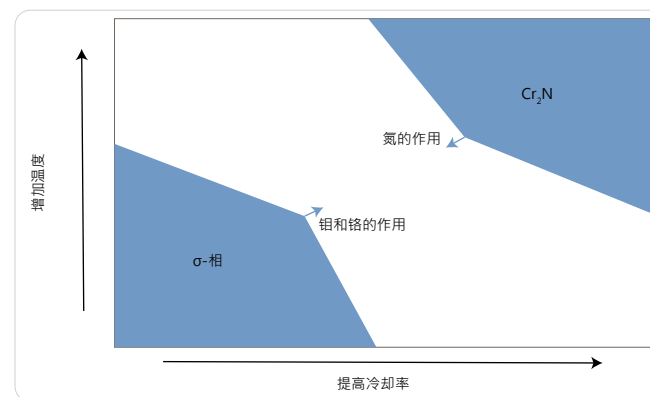 Cr₂N
氮的作用
增加温度
钼和铬的作用
σ-相
提高冷却率